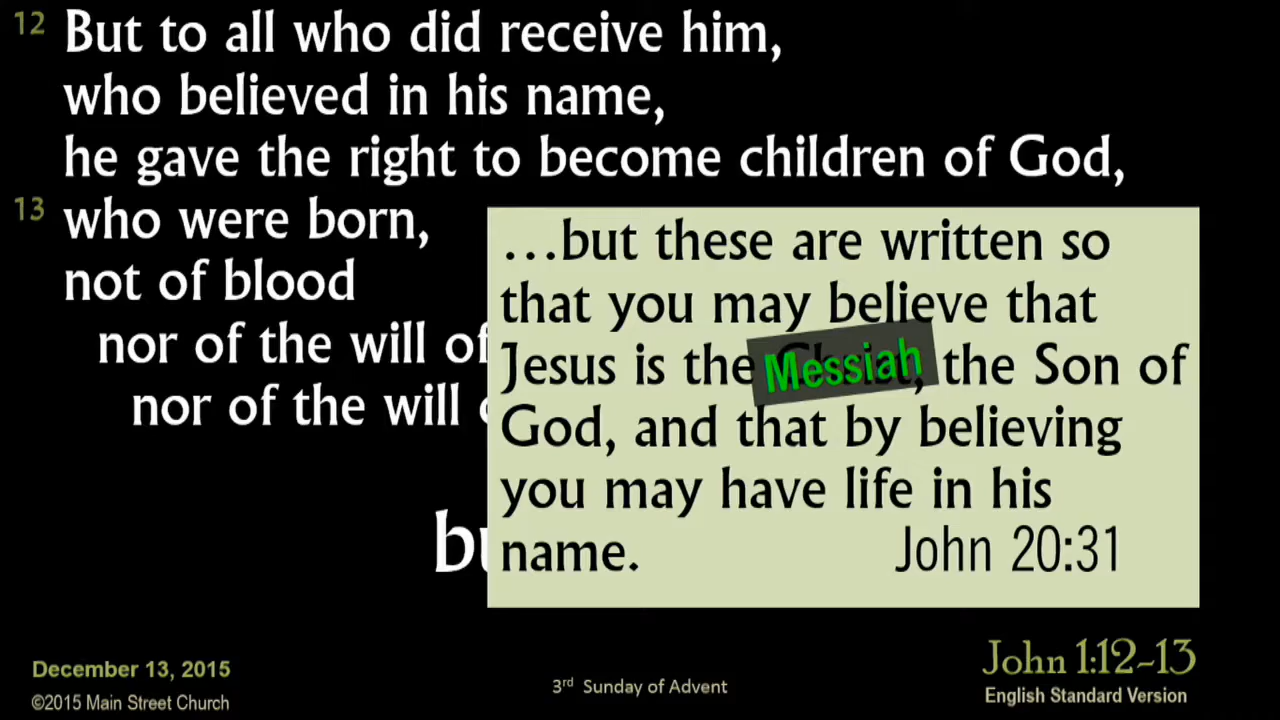 12 But to all who did receive him,
who believed in his name,
he gave the right to become children of God,
13 who were born,
not of blood
nor of the will of
nor of the will
…but these are written so
that you may believe that
Jesus is the Messiah the Son of
God, and that by believing
you may have life in his
name. John 20:31
John 1:12-13
English Standard Version
December 13, 2015
©2015 Main Street Church
3rd Sunday of Advent